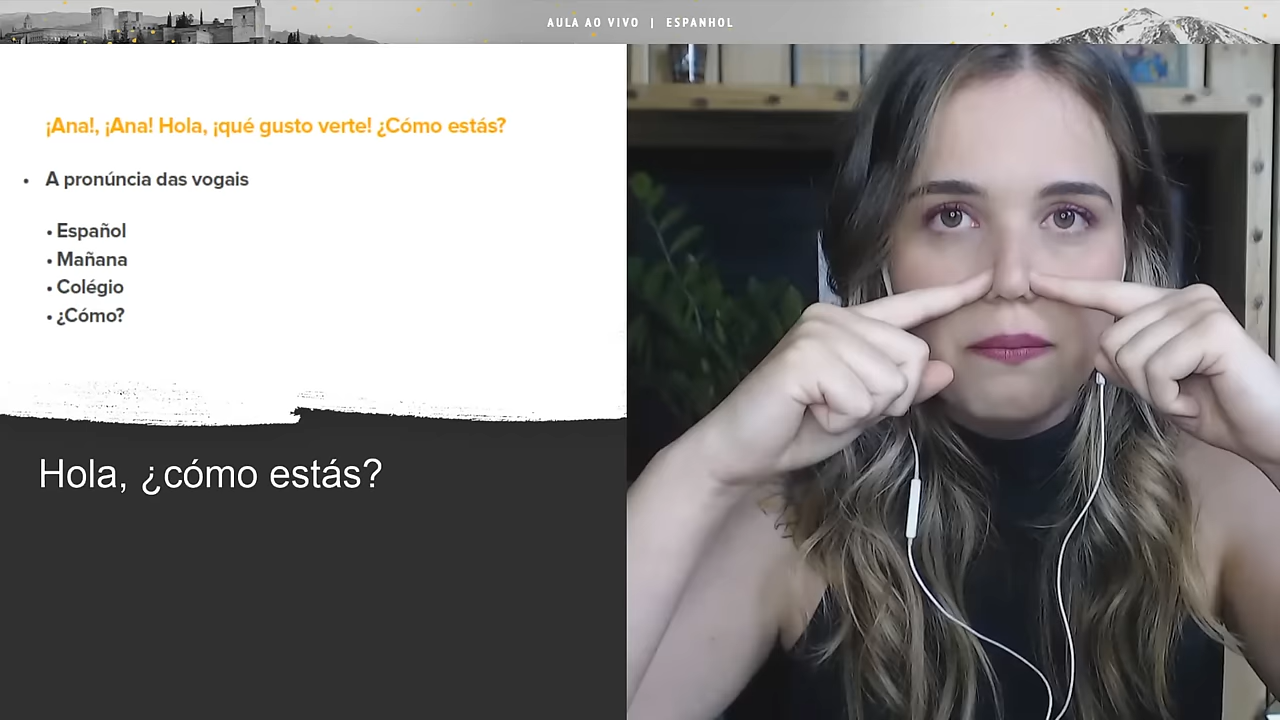 AULA AO VIVO | ESPANHOL
¡Ana!, ¡Ana! Hola, ¡qué gusto verte! ¿Cómo estás?
• A pronúncia das vogais
• Español
• Mañana
• Colégio
• ¿Cómo?
Hola, ¿cómo estás?